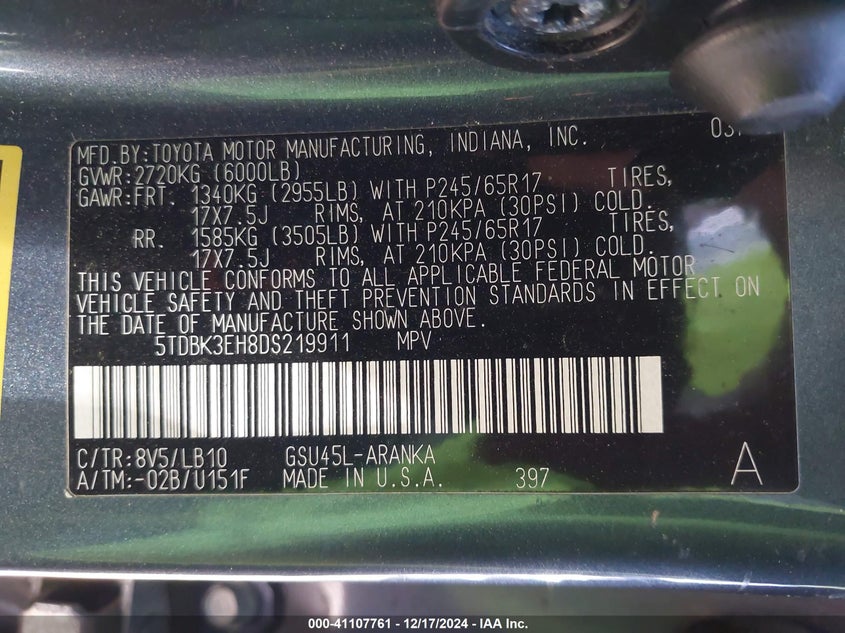 MFD.BY:TOYOTA MOTOR MANUFACTURING, INDIANA, INC.
GVWR:2720KG (6000LB)
GAWR:FRT. 1340KG (2955LB) WITH P245/65R17 TIRES,
17X7.5J RIMS, AT 210KPA (30PSI) COLD.
RR. 1585KG (3505LB) WITH P245/65R17 TIRES,
17X7.5J RIMS, AT 210KPA (30PSI) COLD.
THIS VEHICLE CONFORMS TO ALL APPLICABLE FEDERAL MOTOR
VEHICLE SAFETY AND THEFT PREVENTION STANDARDS IN EFFECT ON
THE DATE OF MANUFACTURE SHOWN ABOVE.
5TDBK3EH8DS219911 MPV
C/TR:8V5/LB10 GSU45L-ARANKA
A/TM:-02B/U151F MADE IN U.S.A. 397 A
000-41107761 - 12/17/2024 - IAA Inc.